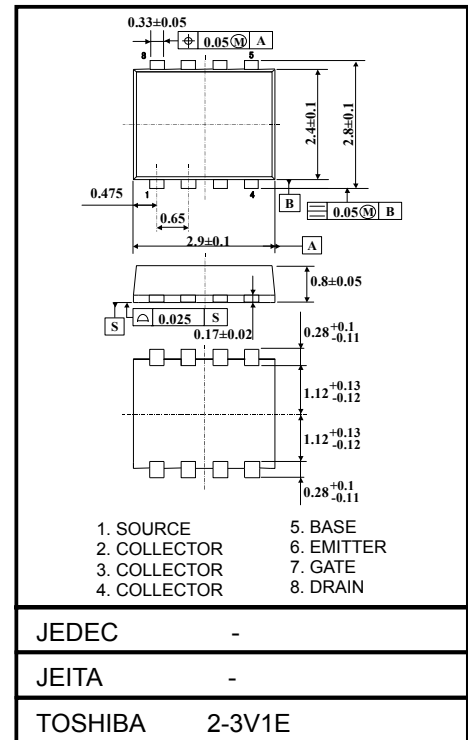 0.33±0.05
⌖ 0.05Ⓜ A
8 5
2.4±0.1
2.8±0.1
0.475
1 4
B
⌯ 0.05Ⓜ B
0.65
2.9±0.1
A
0.8±0.05
S
⌓ 0.025 S
0.17±0.02
0.28 +0.1 -0.11
1.12 +0.13 -0.12
1.12 +0.13 -0.12
0.28 +0.1 -0.11
1. SOURCE
2. COLLECTOR
3. COLLECTOR
4. COLLECTOR
5. BASE
6. EMITTER
7. GATE
8. DRAIN
JEDEC -
JEITA -
TOSHIBA 2-3V1E